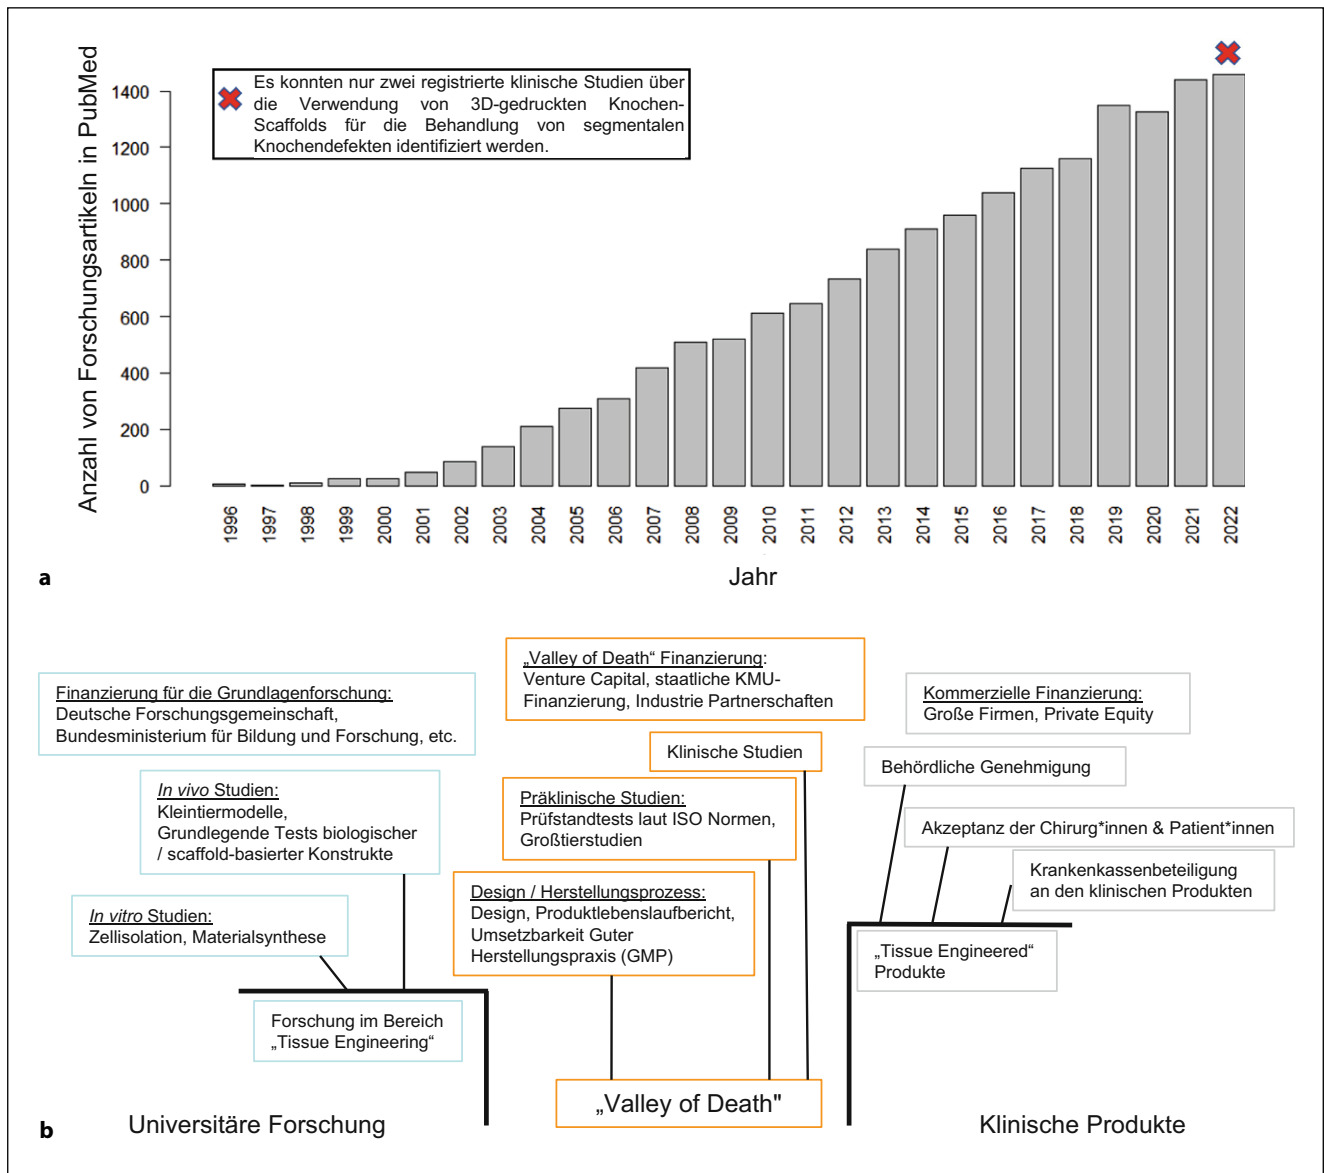 Anzahl von Forschungsartikeln in PubMed
1400
1200
1000
800
600
400
200
0
Es konnten nur zwei registrierte klinische Studien über
die Verwendung von 3D-gedruckten Knochen-
Scaffolds für die Behandlung von segmentalen
Knochendefekten identifiziert werden.
1996
1997
1998
1999
2000
2001
2002
2003
2004
2005
2006
2007
2008
2009
2010
2011
2012
2013
2014
2015
2016
2017
2018
2019
2020
2021
2022
Jahr
a
Finanzierung für die Grundlagenforschung:
Deutsche Forschungsgemeinschaft,
Bundesministerium für Bildung und Forschung, etc.
In vivo Studien:
Kleintiermodelle,
Grundlegende Tests biologischer
/ scaffold-basierter Konstrukte
In vitro Studien:
Zellisolation, Materialsynthese
Forschung im Bereich
„Tissue Engineering“
Universitäre Forschung
„Valley of Death“ Finanzierung:
Venture Capital, staatliche KMU-
Finanzierung, Industrie Partnerschaften
Klinische Studien
Präklinische Studien:
Prüfstandtests laut ISO Normen,
Großtierstudien
Design / Herstellungsprozess:
Design, Produktlebenslaufbericht,
Umsetzbarkeit Guter
Herstellungspraxis (GMP)
„Valley of Death"
Kommerzielle Finanzierung:
Große Firmen, Private Equity
Behördliche Genehmigung
Akzeptanz der Chirurg*innen & Patient*innen
Krankenkassenbeteiligung
an den klinischen Produkten
„Tissue Engineered“
Produkte
Klinische Produkte
b